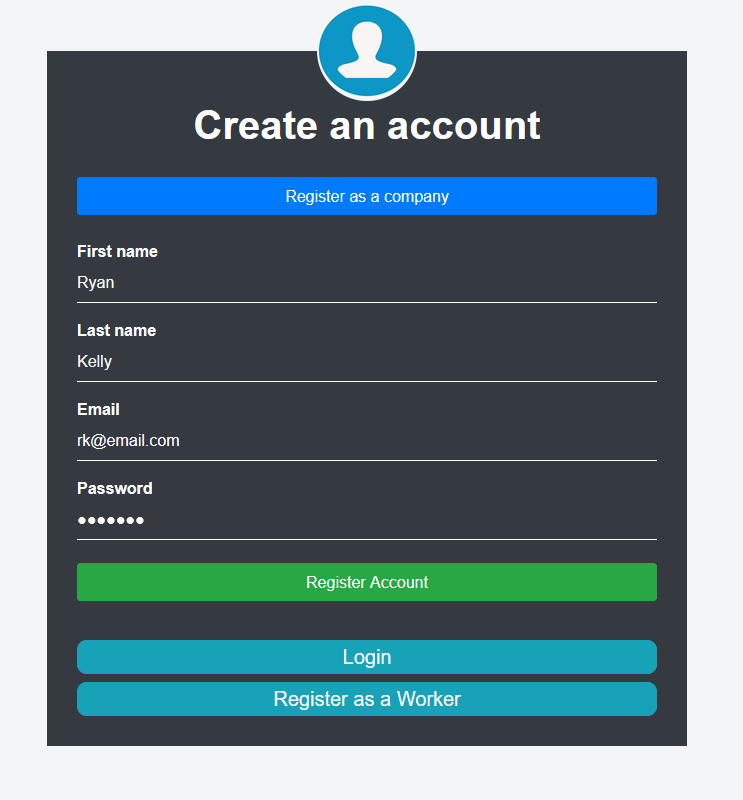 Create an account
Register as a company
First name
Ryan
Last name
Kelly
Email
rk@email.com
Password
●●●●●●●
Register Account
Login
Register as a Worker